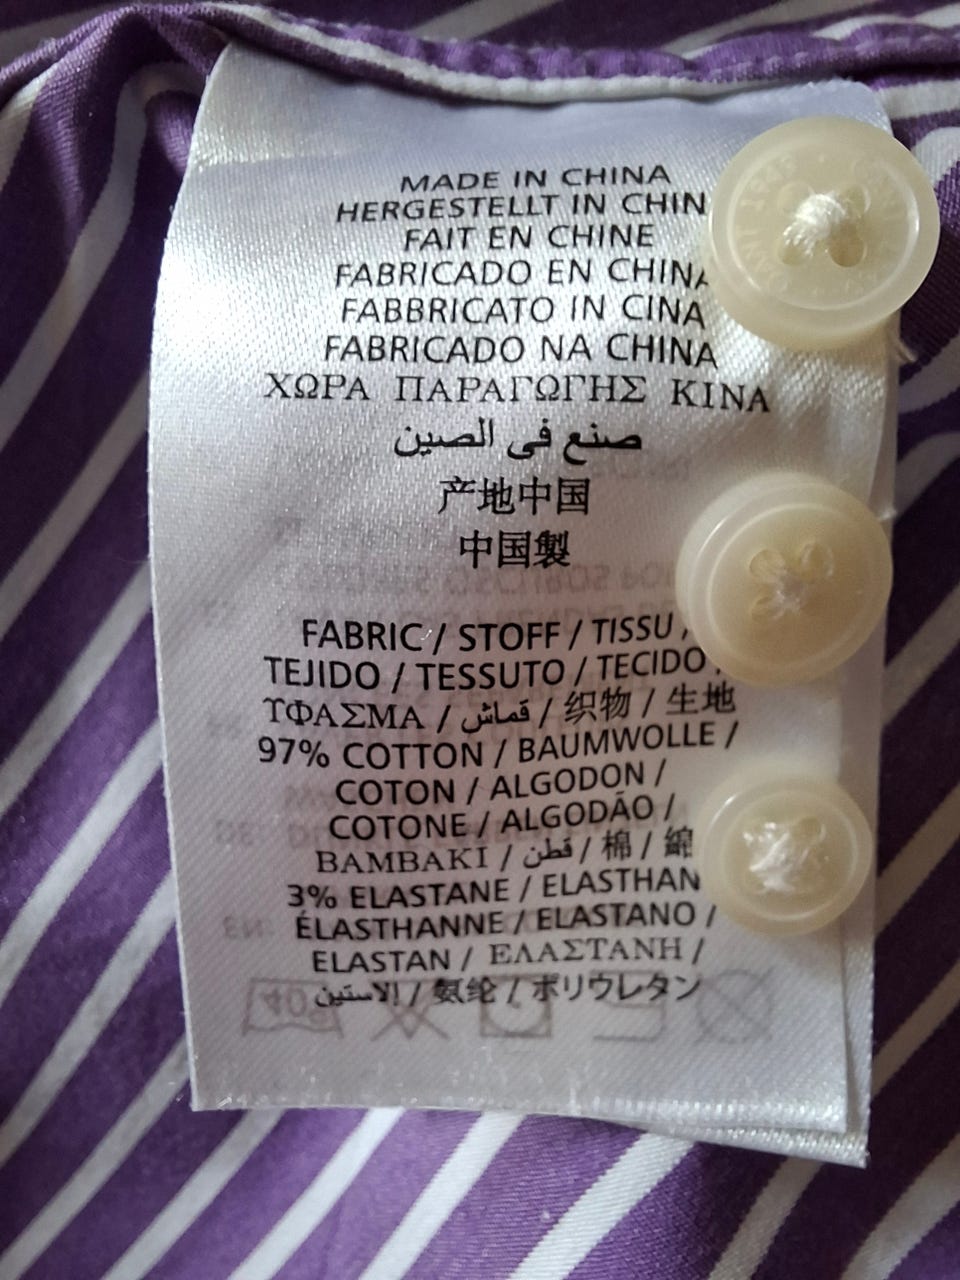 MADE IN CHINA
HERGESTELLT IN CHIN
FAIT EN CHINE
FABRICADO EN CHINA
FABBRICATO IN CINA
FABRICADO NA CHINA
ΧΩΡΑ ΠΑΡΑΓΩΓΗΣ ΚΙΝΑ
صنع فى الصين
产地中国
中国製
FABRIC / STOFF / TISSU /
TEJIDO / TESSUTO / TECIDO /
ΥΦΑΣΜΑ / قماش / 织物 / 生地
97% COTTON / BAUMWOLLE /
COTON / ALGODON /
COTONE / ALGODÃO /
ΒΑΜΒΑΚΙ / قطن / 棉 / 綿
3% ELASTANE / ELASTHAN
ÉLASTHANNE / ELASTANO /
ELASTAN / ΕΛΑΣΤΑΝΗ /
الاستين / 氨纶 / ポリウレタン
1949